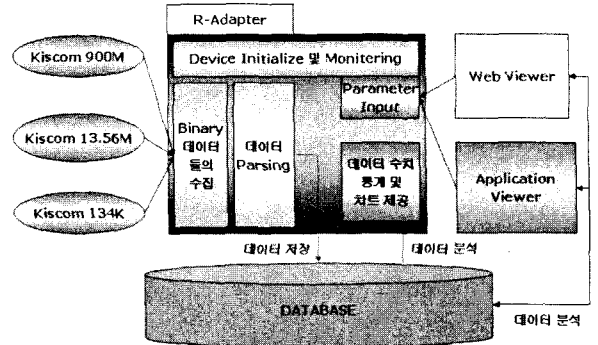 R-Adapter
Kiscom 900M
Device Initialize 및 Monitering
Web Viewer
Parameter
Input
Kiscom 13.56M
Binary
데이터
들의
수집
데이터
Parsing
데이터 수치
통계 및
차트 제공
Application
Viewer
Kiscom 134K
데이터 저장
데이터 분석
DATABASE
데이터 분석